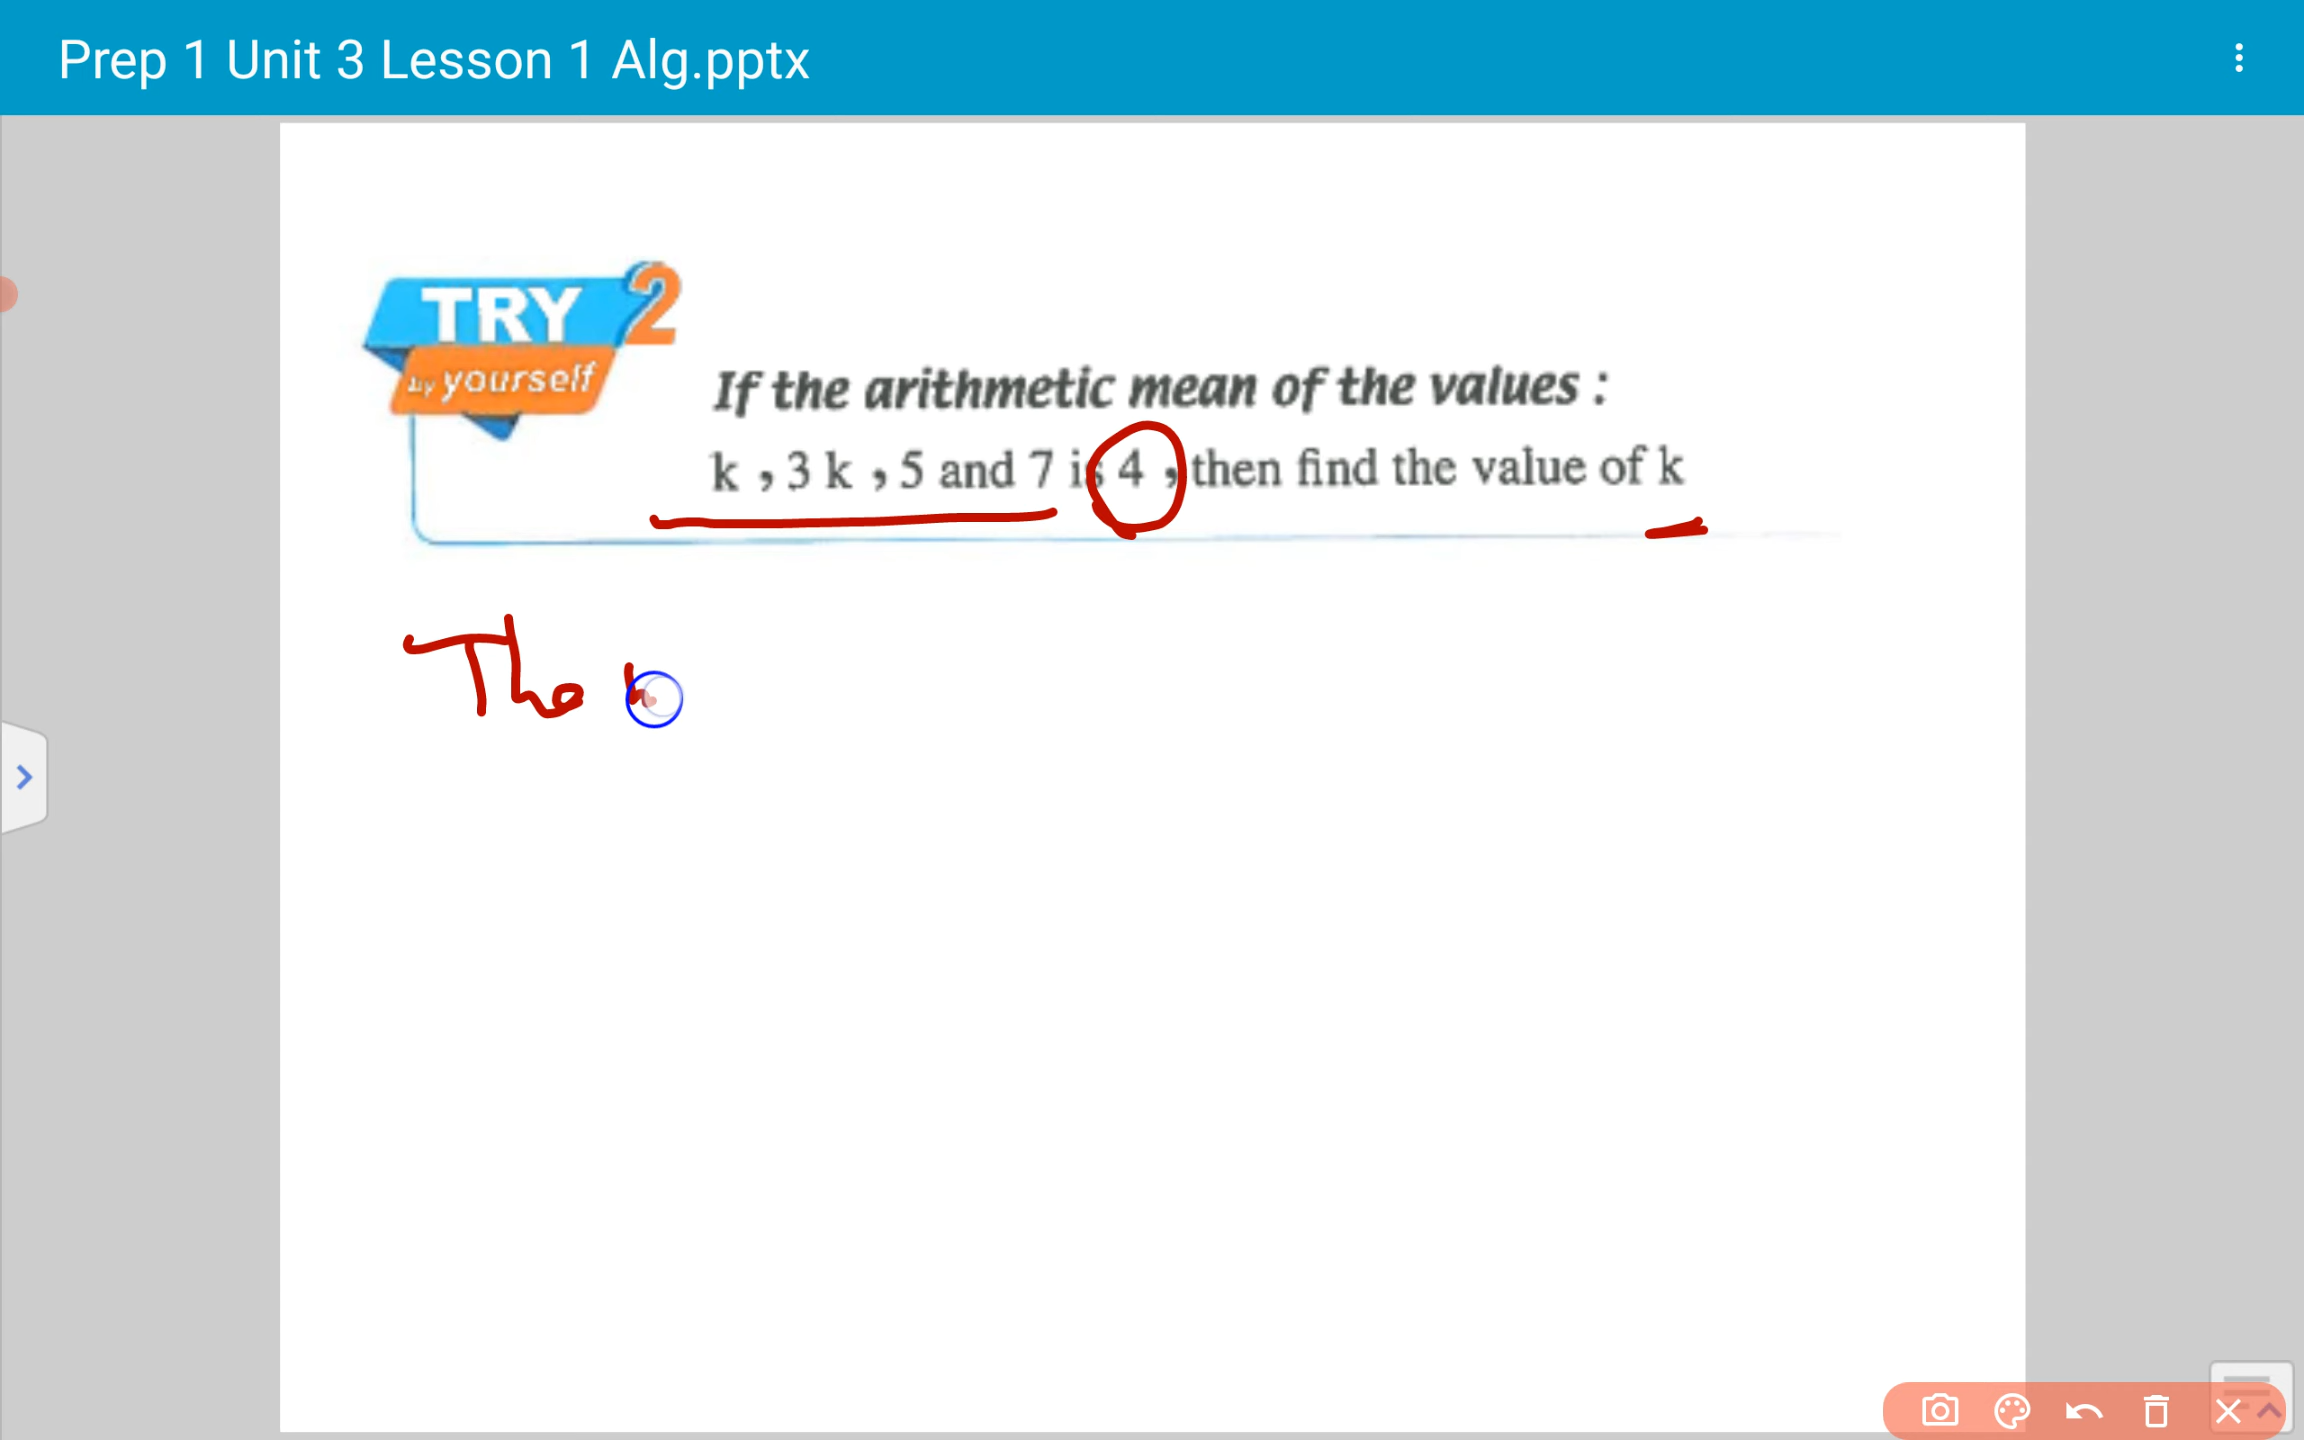 Prep 1 Unit 3 Lesson 1 Alg.pptx
TRY 2
by yourself
If the arithmetic mean of the values :
k , 3 k , 5 and 7 is 4 , then find the value of k
The